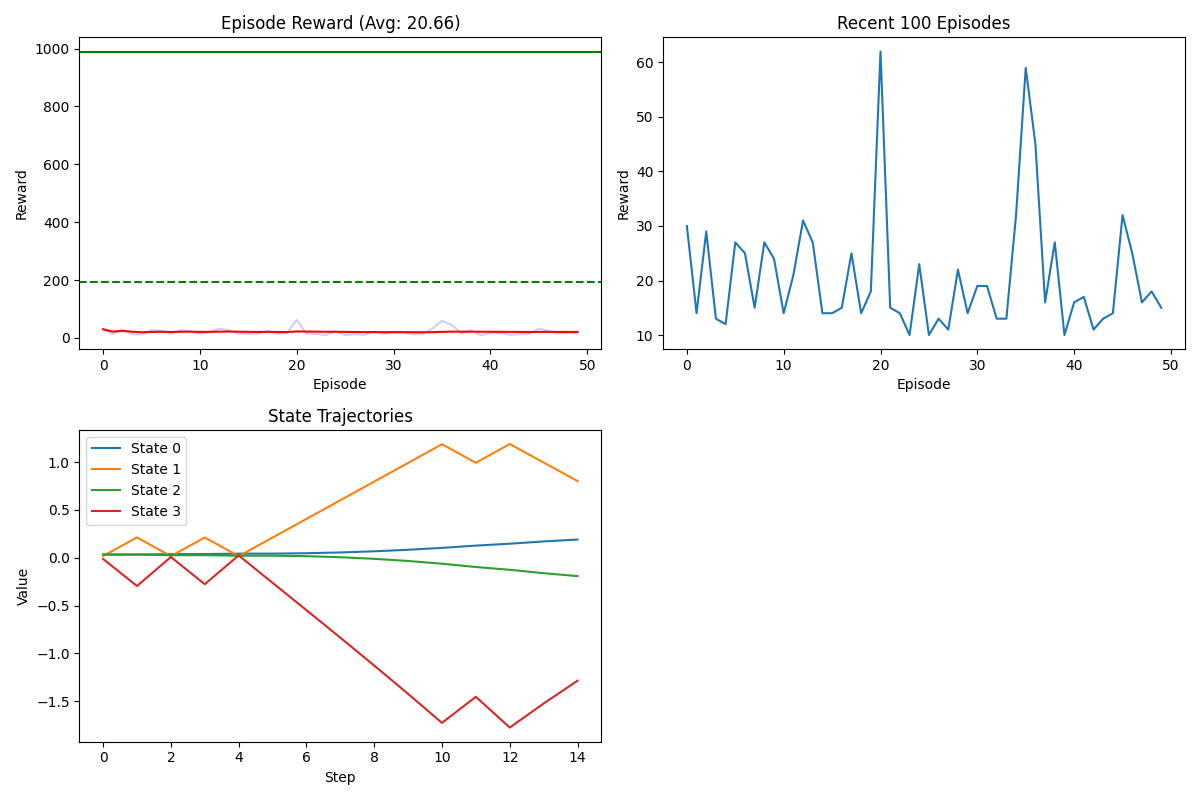 Episode Reward (Avg: 20.66)
1000
800
600
400
200
0
Reward
0 10 20 30 40 50
Episode
Recent 100 Episodes
60
50
40
30
20
10
Reward
0 10 20 30 40 50
Episode
State Trajectories
State 0
State 1
State 2
State 3
1.0
0.5
0.0
−0.5
−1.0
−1.5
Value
0 2 4 6 8 10 12 14
Step